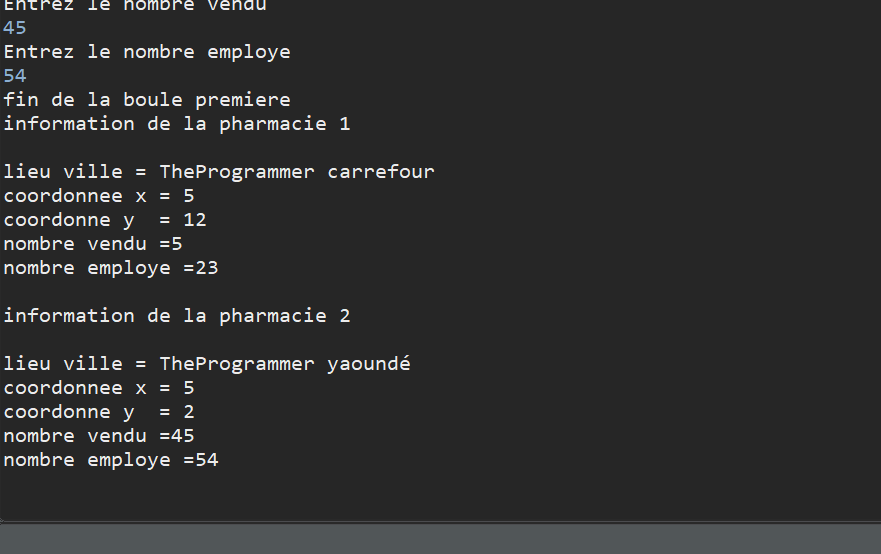 Entrez le nombre vendu
45
Entrez le nombre employe
54
fin de la boule premiere
information de la pharmacie 1
lieu ville = TheProgrammer carrefour
coordonnee x = 5
coordonne y  = 12
nombre vendu =5
nombre employe =23
information de la pharmacie 2
lieu ville = TheProgrammer yaoundé
coordonnee x = 5
coordonne y  = 2
nombre vendu =45
nombre employe =54